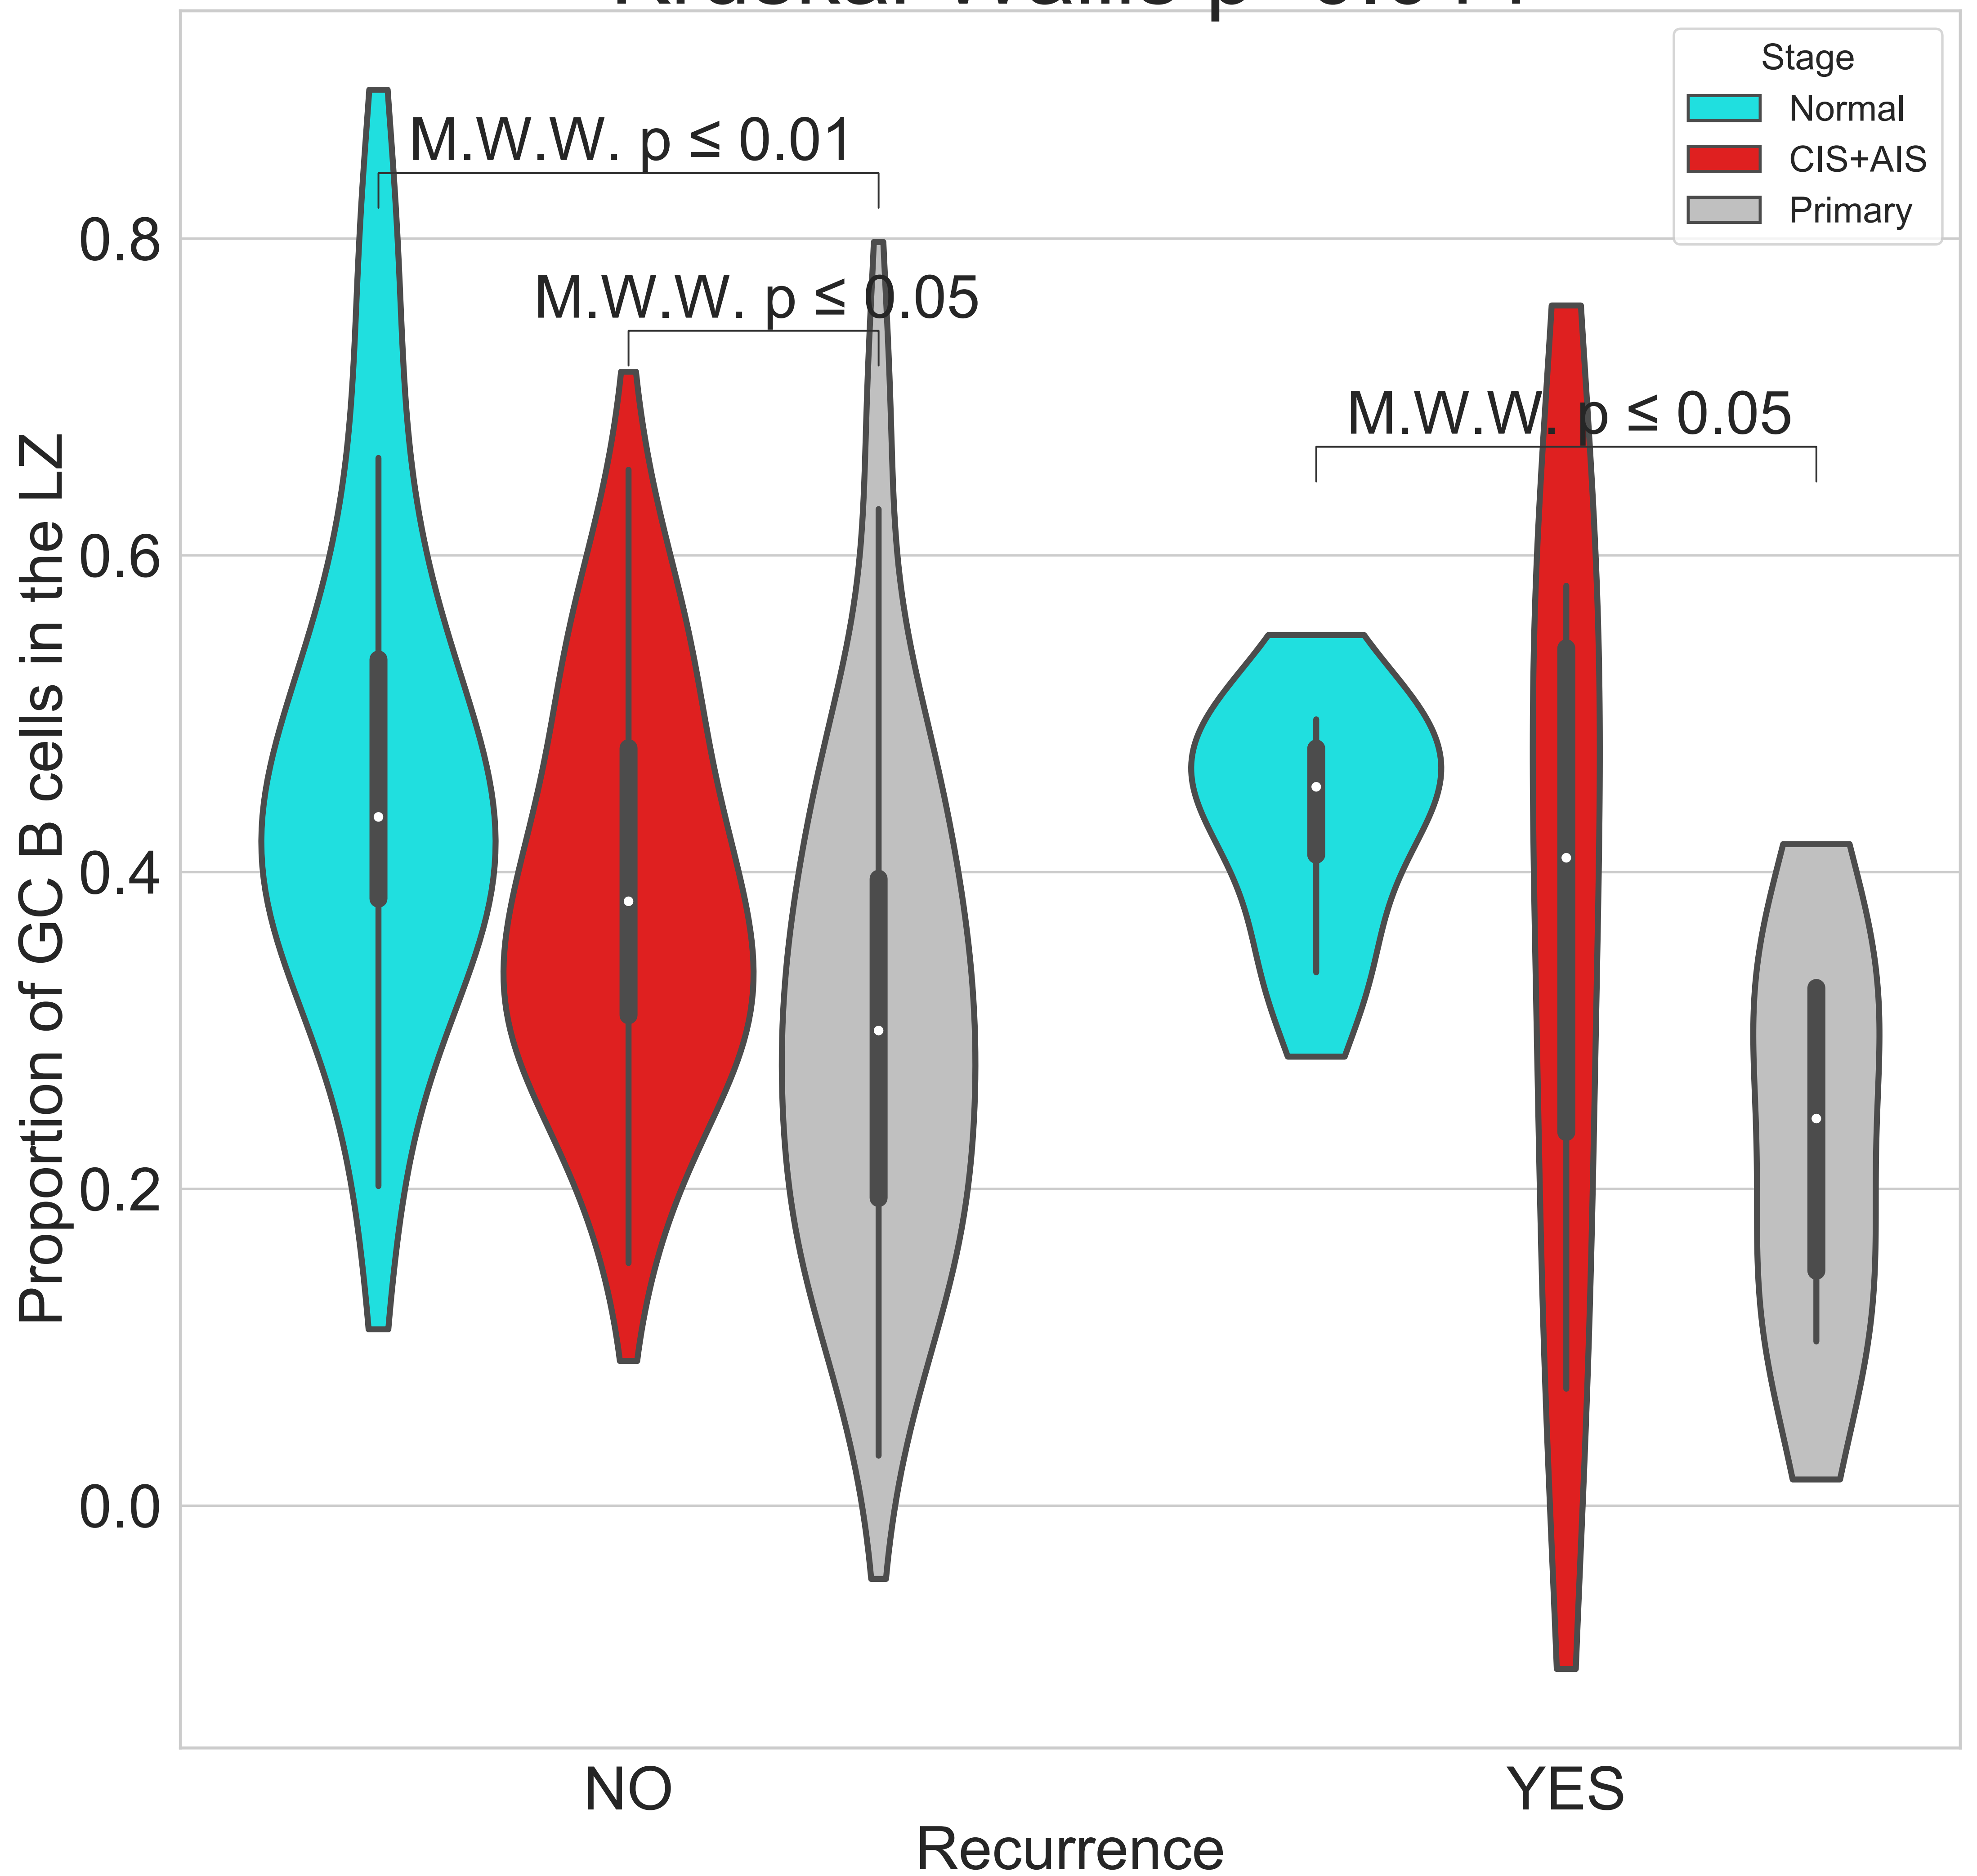 Stage
Normal
CIS+AIS
Primary
M.W.W. p ≤ 0.01
M.W.W. p ≤ 0.05
M.W.W. p ≤ 0.05
Proportion of GC B cells in the LZ
0.8
0.6
0.4
0.2
0.0
NO
YES
Recurrence